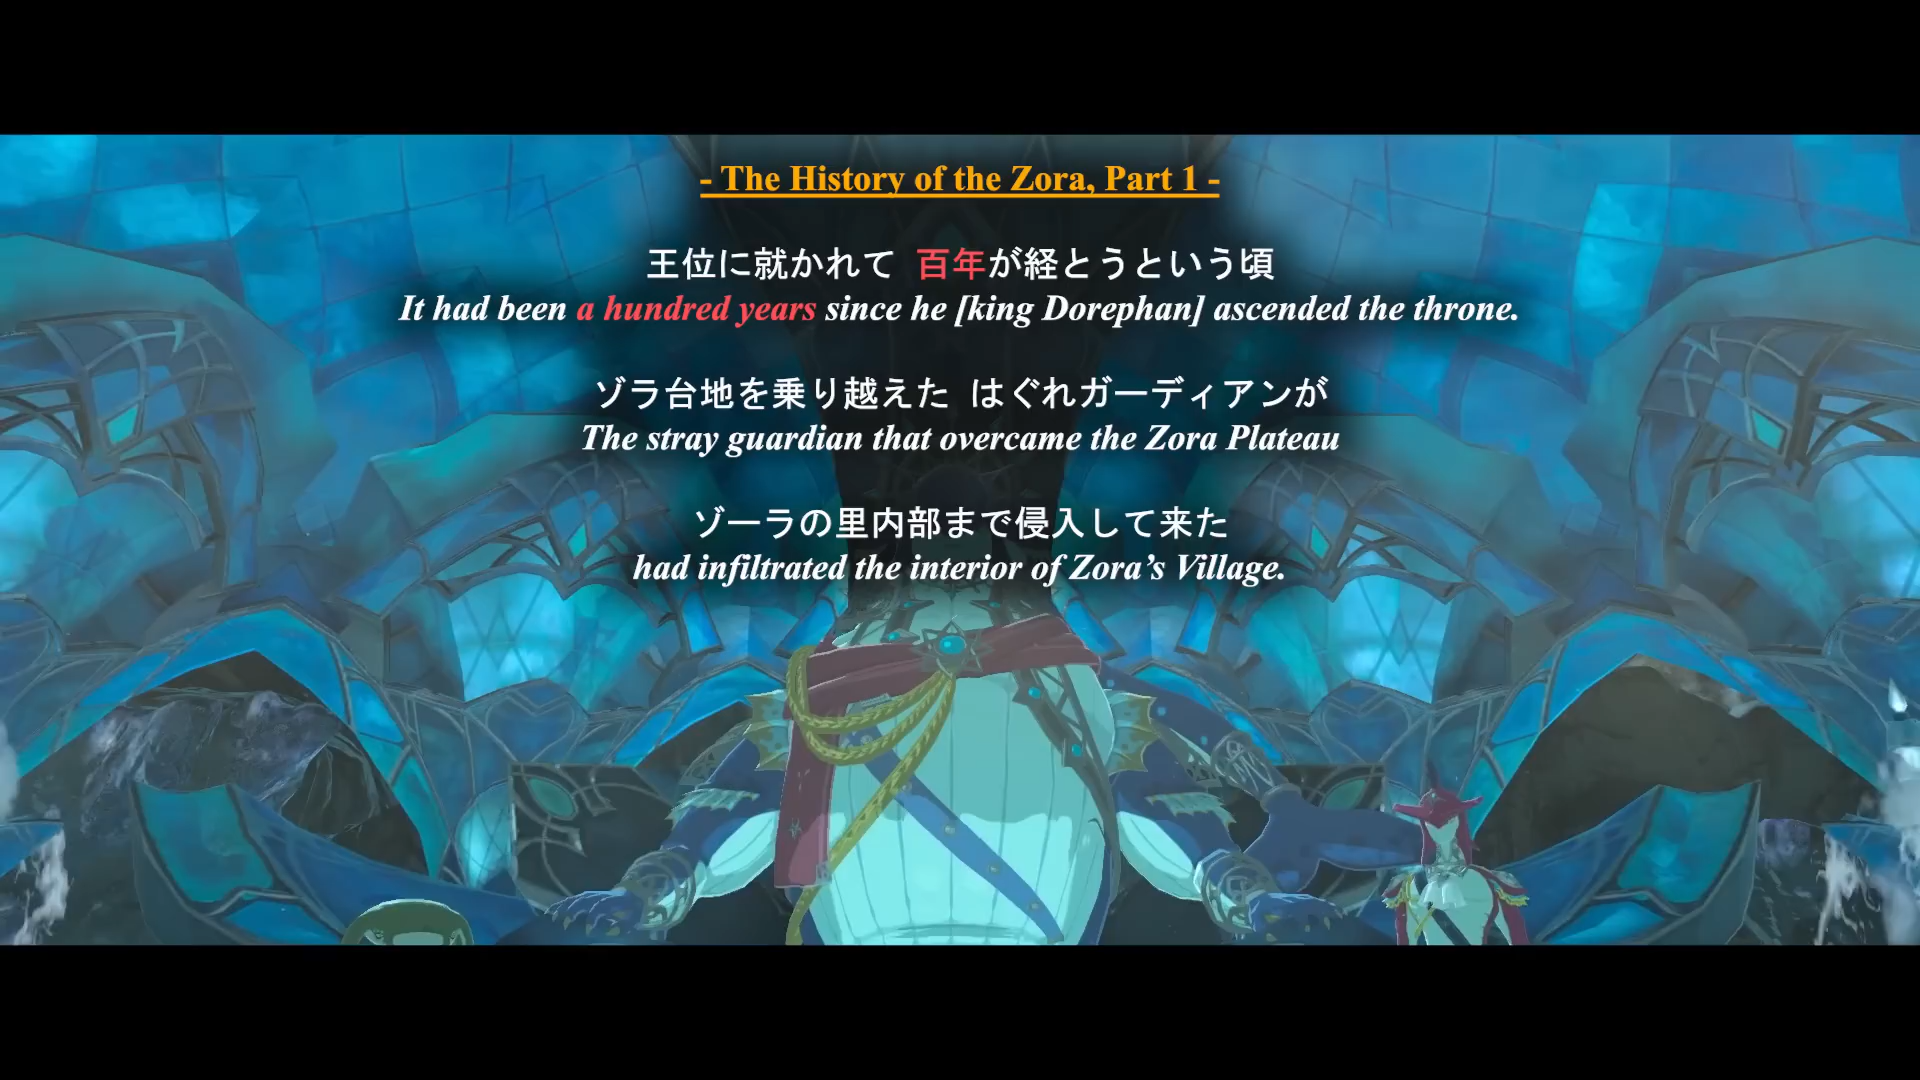 - The History of the Zora, Part 1 -
王位に就かれて 百年が経とうという頃
It had been a hundred years since he [king Dorephan] ascended the throne.
ゾラ台地を乗り越えた はぐれガーディアンが
The stray guardian that overcame the Zora Plateau
ゾーラの里内部まで侵入して来た
had infiltrated the interior of Zora’s Village.